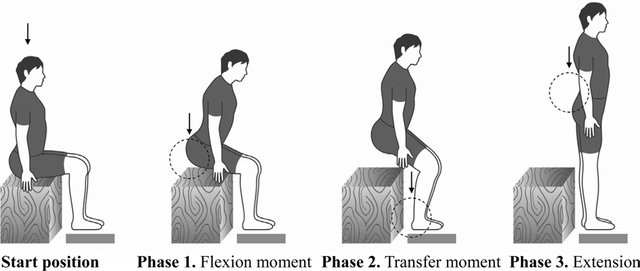 Start position
Phase 1. Flexion moment
Phase 2. Transfer moment
Phase 3. Extension